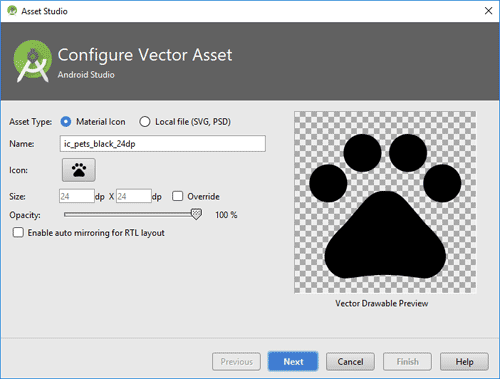 Asset Studio
Configure Vector Asset
Android Studio
Asset Type: Material Icon Local file (SVG, PSD)
Name: ic_pets_black_24dp
Icon:
Size: 24 dp X 24 dp Override
Opacity: 100 %
Enable auto mirroring for RTL layout
Vector Drawable Preview
Previous Next Cancel Finish Help